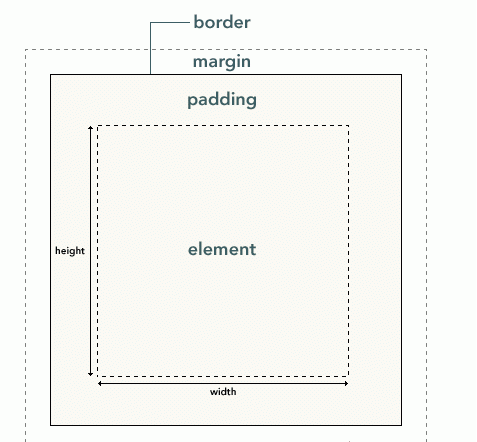 border
margin
padding
height
element
width